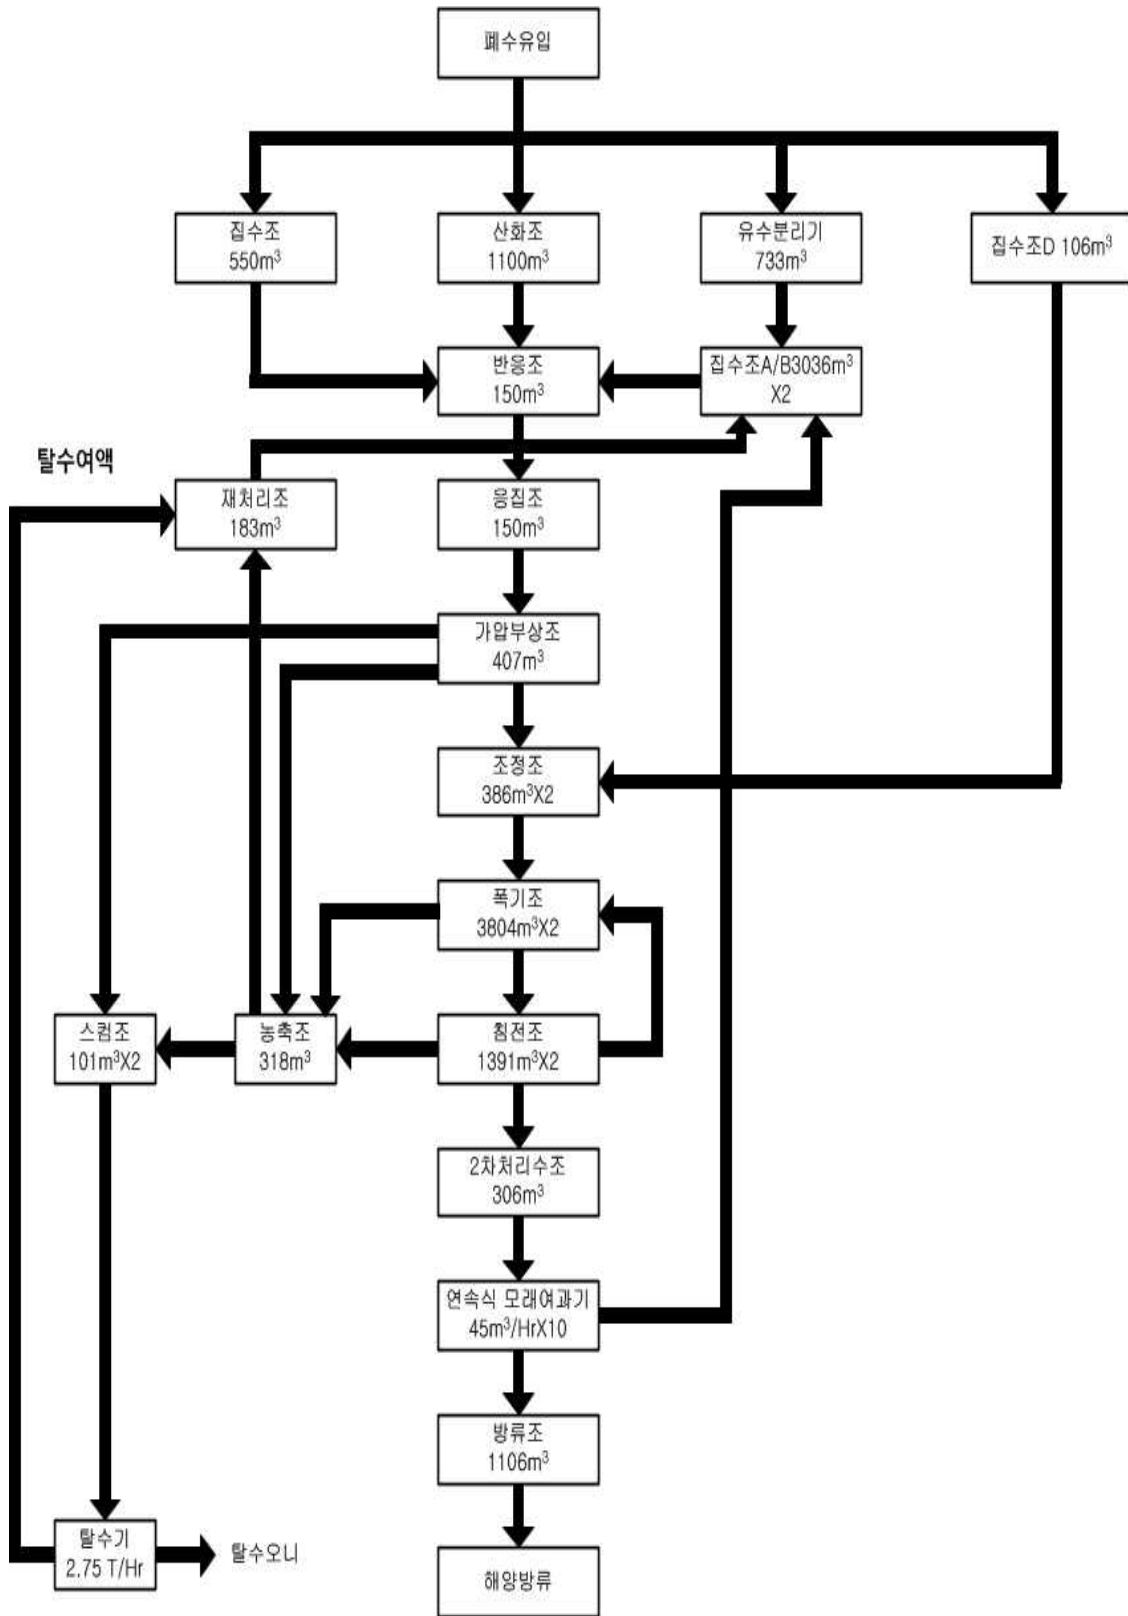 폐수유입
집수조
550m³
산화조
1100m³
유수분리기
733m³
집수조D 106m³
반응조
150m³
집수조A/B3036m³
X2
탈수여액
재처리조
183m³
응집조
150m³
가압부상조
407m³
조정조
386m³X2
폭기조
3804m³X2
스컴조
101m³X2
농축조
318m³
침전조
1391m³X2
2차처리수조
306m³
연속식 모래여과기
45m³/HrX10
방류조
1106m³
탈수기
2.75 T/Hr
탈수오니
해양방류